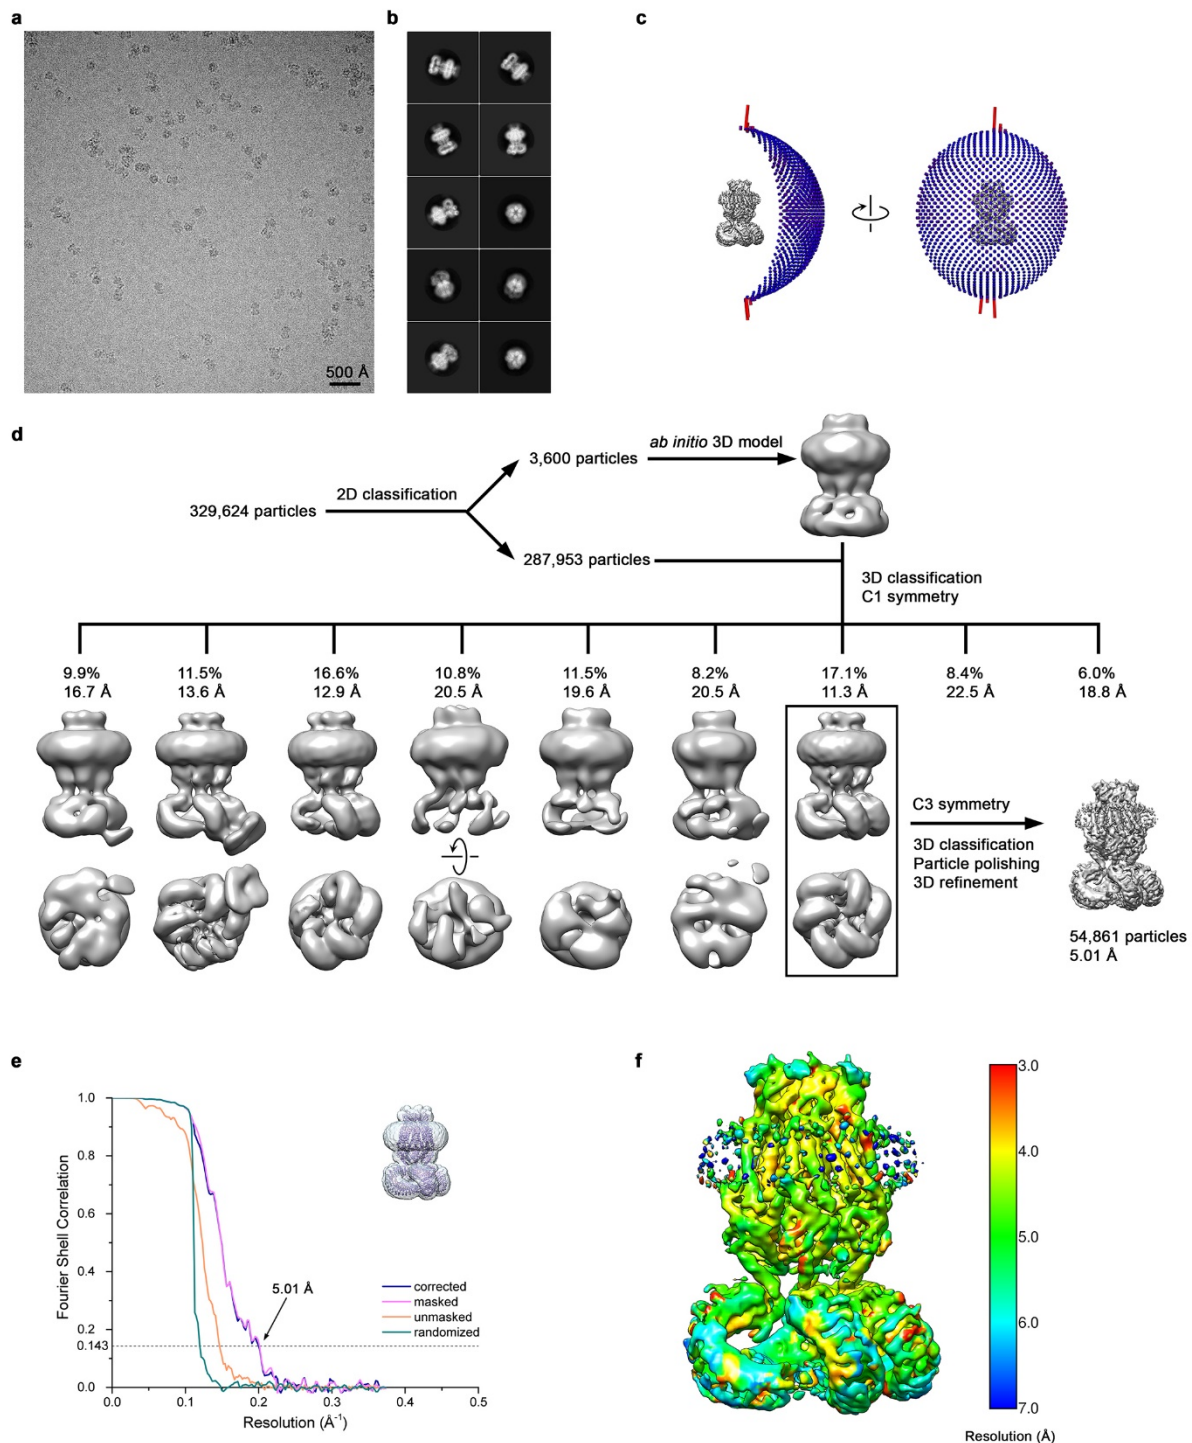 a
b
c
500 Å
d
ab initio 3D model
3,600 particles
2D classification
329,624 particles
287,953 particles
3D classification
C1 symmetry
9.9%
16.7 Å
11.5%
13.6 Å
16.6%
12.9 Å
10.8%
20.5 Å
11.5%
19.6 Å
8.2%
20.5 Å
17.1%
11.3 Å
8.4%
22.5 Å
6.0%
18.8 Å
C3 symmetry
3D classification
Particle polishing
3D refinement
54,861 particles
5.01 Å
e
Fourier Shell Correlation
1.0
0.8
0.6
0.4
0.2
0.143
0.0
5.01 Å
corrected
masked
unmasked
randomized
0.0 0.1 0.2 0.3 0.4 0.5
Resolution (Å⁻¹)
f
3.0
4.0
5.0
6.0
7.0
Resolution (Å)